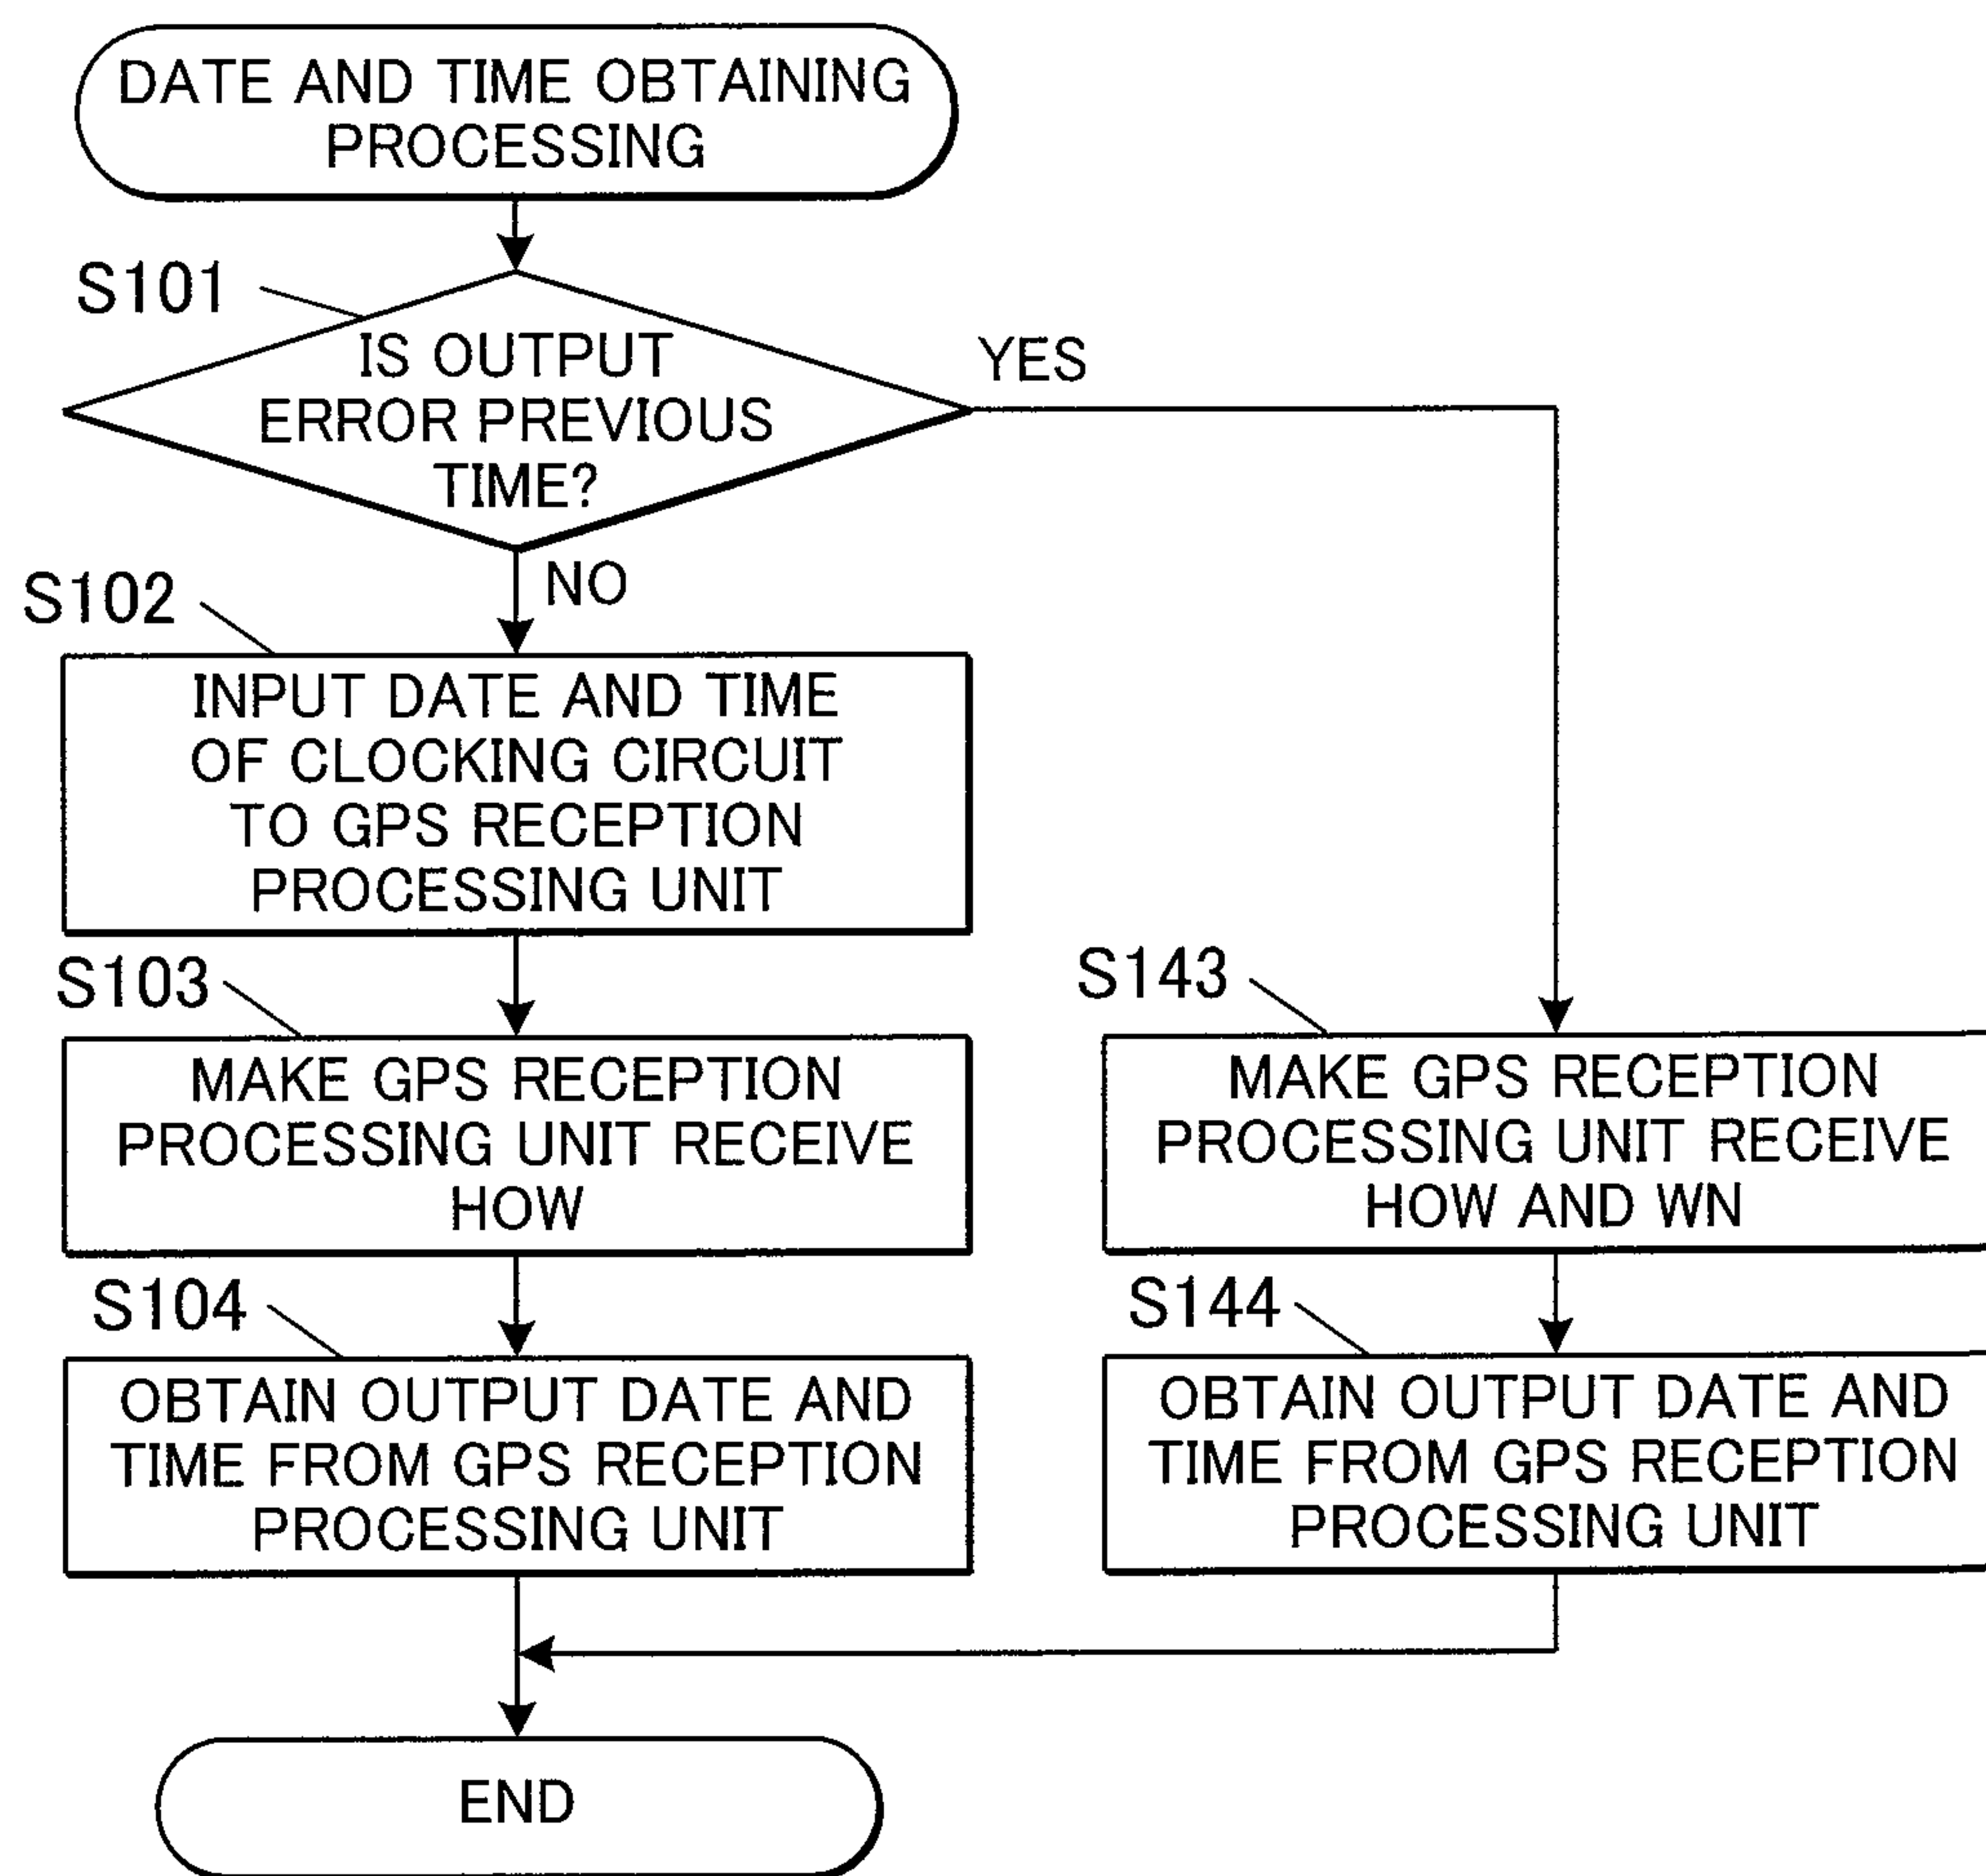 DATE AND TIME OBTAINING
PROCESSING
S101
IS OUTPUT
ERROR PREVIOUS
TIME?
YES
NO
S102
INPUT DATE AND TIME
OF CLOCKING CIRCUIT
TO GPS RECEPTION
PROCESSING UNIT
S103
MAKE GPS RECEPTION
PROCESSING UNIT RECEIVE
HOW
S143
MAKE GPS RECEPTION
PROCESSING UNIT RECEIVE
HOW AND WN
S104
OBTAIN OUTPUT DATE AND
TIME FROM GPS RECEPTION
PROCESSING UNIT
S144
OBTAIN OUTPUT DATE AND
TIME FROM GPS RECEPTION
PROCESSING UNIT
END